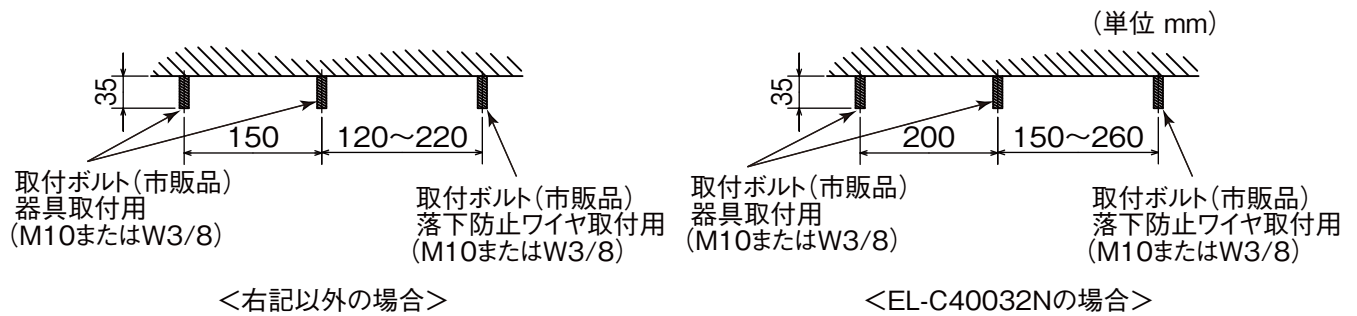 (単位 mm)
35
150
120～220
取付ボルト(市販品)
器具取付用
(M10またはW3/8)
取付ボルト(市販品)
落下防止ワイヤ取付用
(M10またはW3/8)
＜右記以外の場合＞
35
200
150～260
取付ボルト(市販品)
器具取付用
(M10またはW3/8)
取付ボルト(市販品)
落下防止ワイヤ取付用
(M10またはW3/8)
＜EL-C40032Nの場合＞